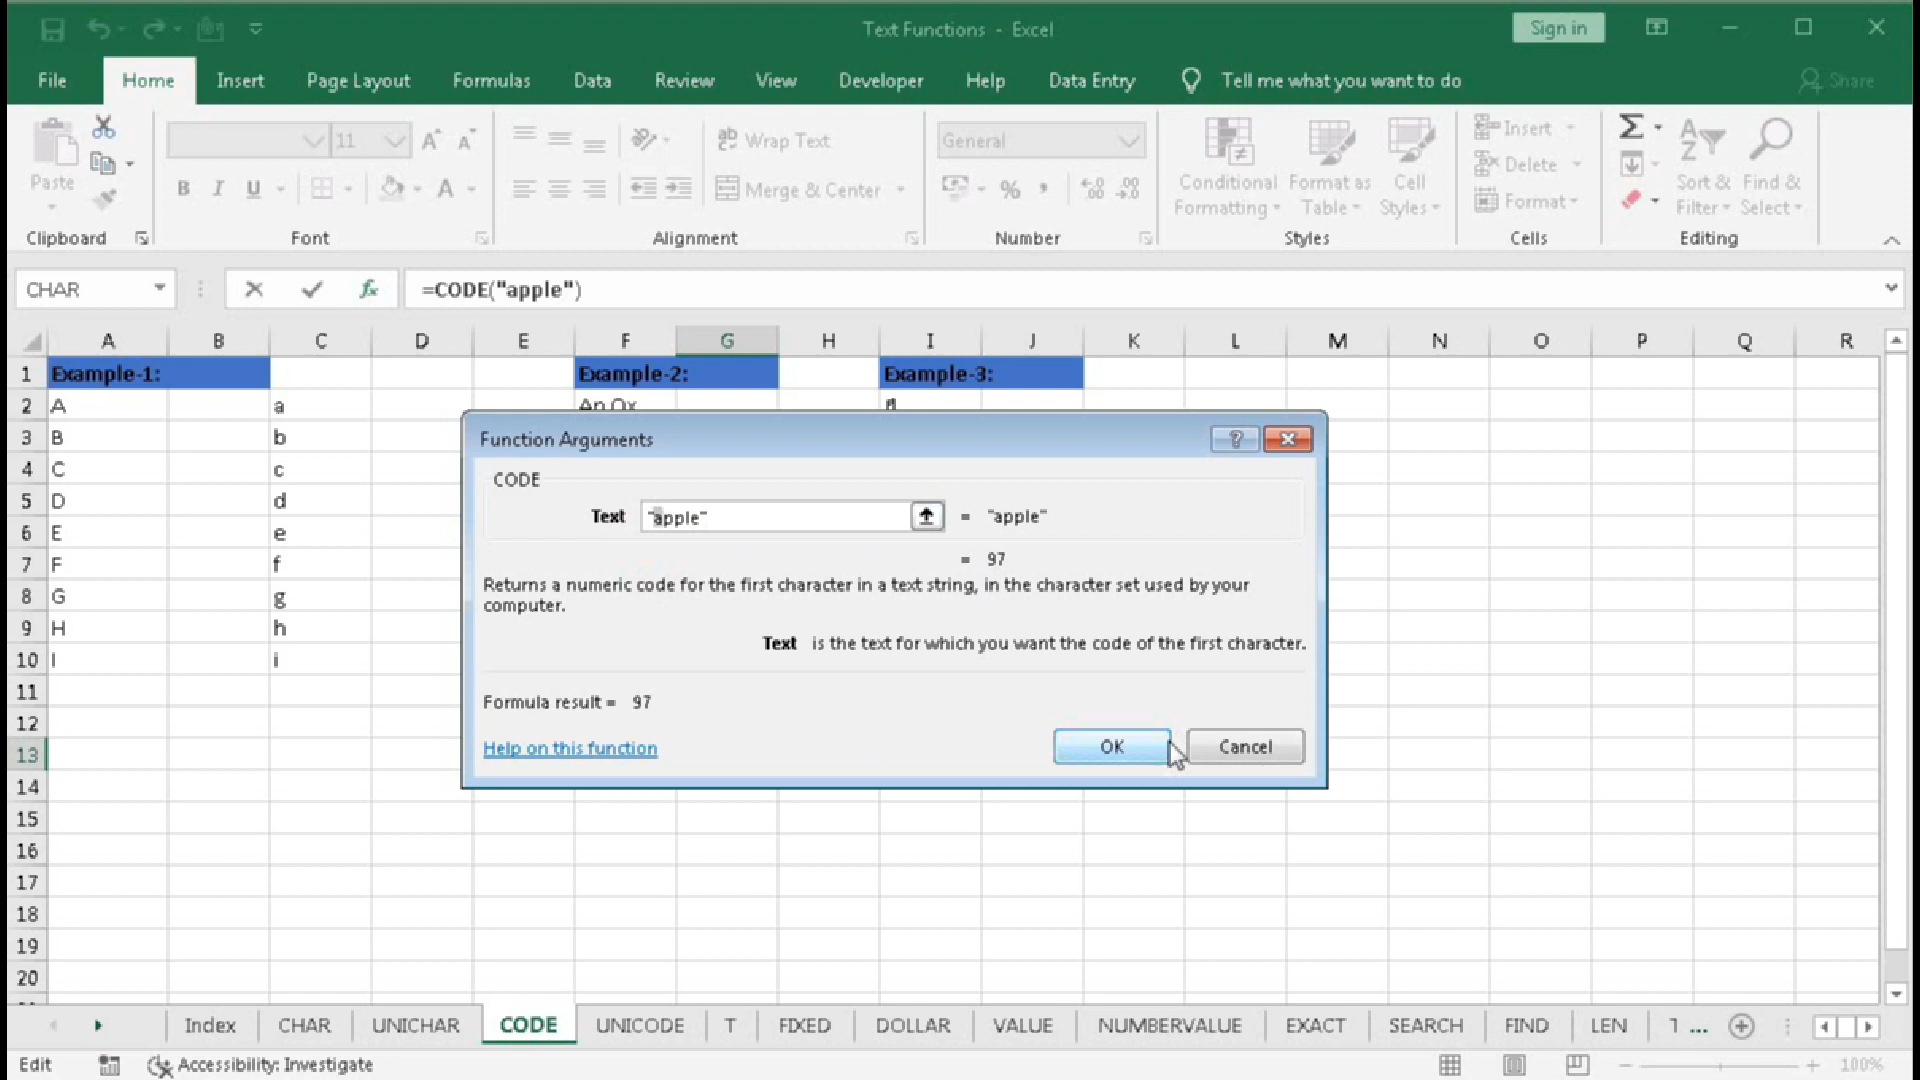 Text Functions - Excel
Sign in
File Home Insert Page Layout Formulas Data Review View Developer Help Data Entry Tell me what you want to do Share
Paste
11
B I U A
Wrap Text
Merge & Center
General
% ,
Conditional Formatting
Format as Table
Cell Styles
Insert
Delete
Format
Sort & Filter
Find & Select
Clipboard Font Alignment Number Styles Cells Editing
CHAR fx =CODE("apple")
A B C D E F G H I J K L M N O P Q R
1 Example-1: Example-2: Example-3:
2 A a An Ox
3 B b
4 C c
5 D d
6 E e
7 F f
8 G g
9 H h
10 I i
11
12
13
14
15
16
17
18
19
20
Function Arguments
?
CODE
Text "apple" = "apple"
= 97
Returns a numeric code for the first character in a text string, in the character set used by your
computer.
Text is the text for which you want the code of the first character.
Formula result = 97
Help on this function
OK Cancel
Index CHAR UNICHAR CODE UNICODE T FIXED DOLLAR VALUE NUMBERVALUE EXACT SEARCH FIND LEN ...
Edit Accessibility: Investigate 100%